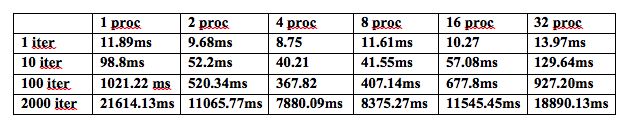 1 proc 2 proc 4 proc 8 proc 16 proc 32 proc
1 iter 11.89ms 9.68ms 8.75 11.61ms 10.27 13.97ms
10 iter 98.8ms 52.2ms 40.21 41.55ms 57.08ms 129.64ms
100 iter 1021.22 ms 520.34ms 367.82 407.14ms 677.8ms 927.20ms
2000 iter 21614.13ms 11065.77ms 7880.09ms 8375.27ms 11545.45ms 18890.13ms